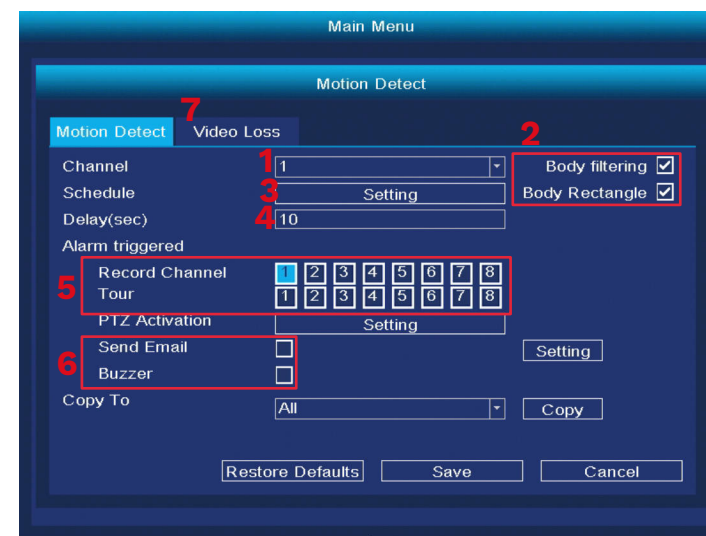 Main Menu
Motion Detect
7
Motion Detect Video Loss
2
Channel 1 1 Body filtering
Schedule 3 Setting Body Rectangle
Delay(sec) 4 10
Alarm triggered
5
Record Channel 1 2 3 4 5 6 7 8
Tour 1 2 3 4 5 6 7 8
PTZ Activation Setting
6
Send Email Setting
Buzzer
Copy To All Copy
Restore Defaults Save Cancel